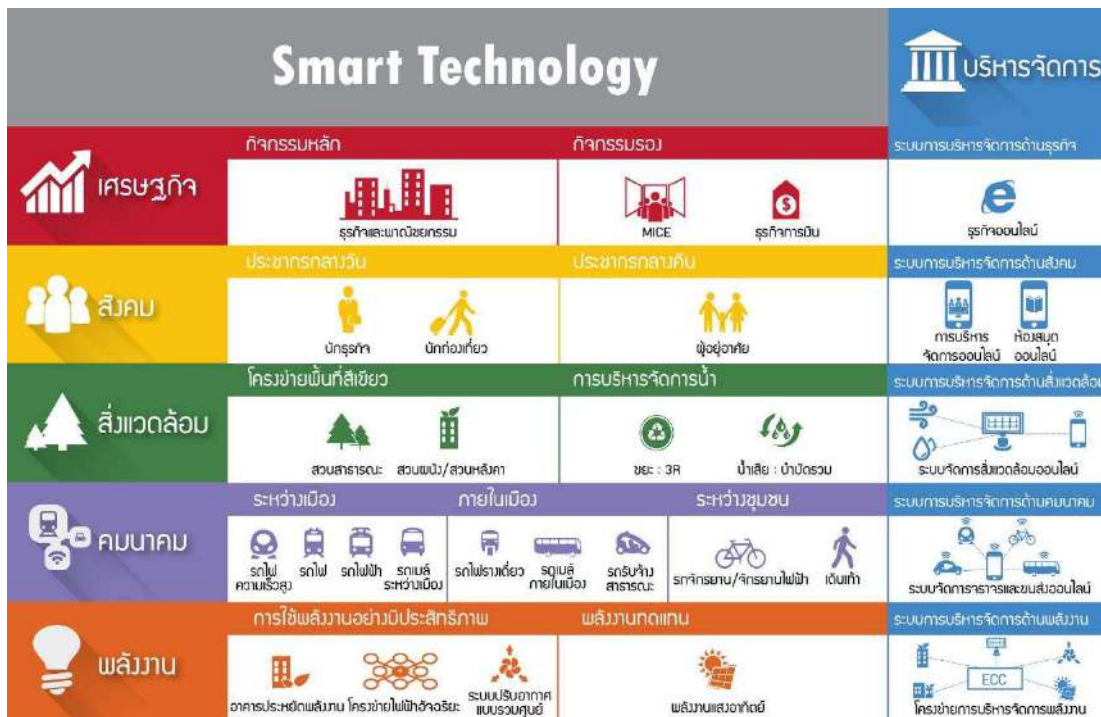 Smart Technology
บริหารจัดการ
เศรษฐกิจ
กิจกรรมหลัก
กิจกรรมรอง
ระบบการบริหารจัดการด้านธุรกิจ
ธุรกิจและพาณิชยกรรม
MICE
ธุรกิจการเงิน
ธุรกิจออนไลน์
สังคม
ประชากรกลางวัน
ประชากรกลางคืน
ระบบการบริหารจัดการด้านสังคม
นักธุรกิจ
นักท่องเที่ยว
ผู้อยู่อาศัย
การบริหาร
จัดการออนไลน์
ห้องสมุด
ออนไลน์
สิ่งแวดล้อม
โครงข่ายพื้นที่สีเขียว
การบริหารจัดการน้ำ
ระบบการบริหารจัดการด้านสิ่งแวดล้อ
สวนสาธารณะ
สวนผนัง/สวนหลังคา
ขยะ : 3R
น้ำเสีย : บำบัดรวม
ระบบจัดการสิ่งแวดล้อมออนไลน์
คมนาคม
ระหว่างเมือง
ภายในเมือง
ระหว่างชุมชน
ระบบการบริหารจัดการด้านคมนาคม
รถไฟ
ความเร็วสูง
รถไฟ
รถไฟฟ้า
รถเมล์
ระหว่างเมือง
รถไฟรางเดี่ยว
รถเมล์
ภายในเมือง
รถรับจ้าง
สาธารณะ
รถจักรยาน/จักรยานไฟฟ้า
เดินเท้า
ระบบจัดการจราจรและขนส่งออนไลน์
พลังงาน
การใช้พลังงานอย่างมีประสิทธิภาพ
พลังงานทดแทน
ระบบการบริหารจัดการด้านพลังงาน
อาคารประหยัดพลังงาน
โครงข่ายไฟฟ้าอัจฉริยะ
ระบบปรับอากาศ
แบบรวมศูนย์
พลังงานแสงอาทิตย์
ECC
โครงข่ายการบริหารจัดการพลังงาน